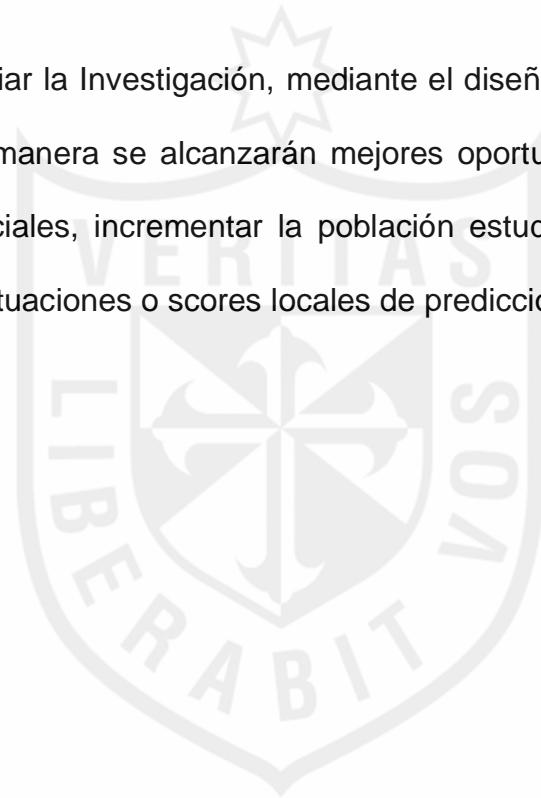 iar la Investigación, mediante el diseñ
manera se alcanzarán mejores oportu
ciales, incrementar la población estuc
tuaciones o scores locales de predicció
VERITAS
LIBERABIT
VOS